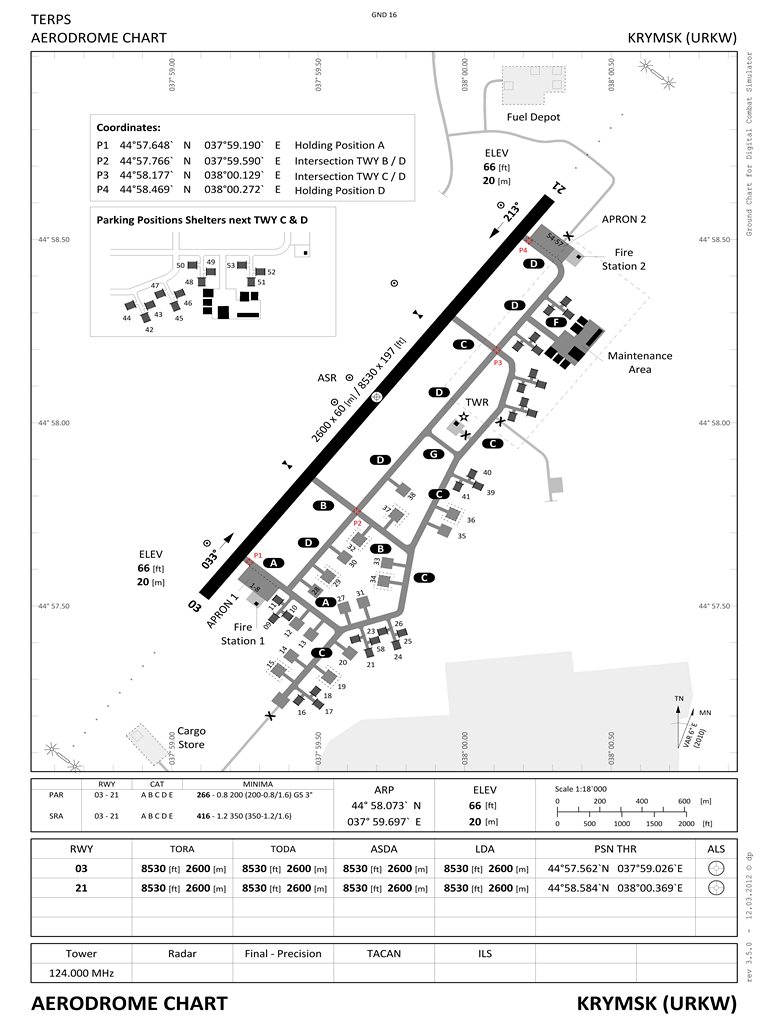 TERPS
GND 16
AERODROME CHART
KRYMSK (URKW)
037°59.00
037°59.50
038°00.00
038°00.50
Fuel Depot
Coordinates:
P1 44°57.648` N 037°59.190` E Holding Position A
P2 44°57.766` N 037°59.590` E Intersection TWY B / D
P3 44°58.177` N 038°00.129` E Intersection TWY C / D
P4 44°58.469` N 038°00.272` E Holding Position D
ELEV
66 [ft]
20 [m]
21
213°
Parking Positions Shelters next TWY C & D
50
49
53
52
48
51
47
46
44
43
45
42
APRON 2
54-57
P4
Fire
Station 2
44° 58.50
44° 58.50
D
D
F
C
P3
Maintenance
Area
2600 x 60 [m] / 8530 x 197 [ft]
ASR
D
TWR
44° 58.00
44° 58.00
C
G
D
40
41
39
C
38
B
37
36
P2
35
D
32
30
B
33
34
C
ELEV
66 [ft]
20 [m]
033°
P1
A
1-8
03
APRON 1
Fire
Station 1
44° 57.50
44° 57.50
28
29
A
27
31
11
10
09
12
13
23
26
25
58
24
21
20
C
14
15
19
18
17
16
Cargo
Store
037°59.00
037°59.50
038°00.00
038°00.50
TN
MN
VAR 6° E
(2010)
RWY CAT MINIMA
PAR 03 - 21 A B C D E 266 - 0.8 200 (200-0.8/1.6) GS 3°
SRA 03 - 21 A B C D E 416 - 1.2 350 (350-1.2/1.6)
ARP
44° 58.073` N
037° 59.697` E
ELEV
66 [ft]
20 [m]
Scale 1:18`000
0 200 400 600 [m]
0 500 1000 1500 2000 [ft]
RWY TORA TODA ASDA LDA PSN THR ALS
03 8530 [ft] 2600 [m] 8530 [ft] 2600 [m] 8530 [ft] 2600 [m] 8530 [ft] 2600 [m] 44°57.562`N 037°59.026`E
21 8530 [ft] 2600 [m] 8530 [ft] 2600 [m] 8530 [ft] 2600 [m] 8530 [ft] 2600 [m] 44°58.584`N 038°00.369`E
Tower Radar Final - Precision TACAN ILS
124.000 MHz
AERODROME CHART
KRYMSK (URKW)
Ground Chart for Digital Combat Simulator
rev 3.5.0 - 12.03.2012 © dp